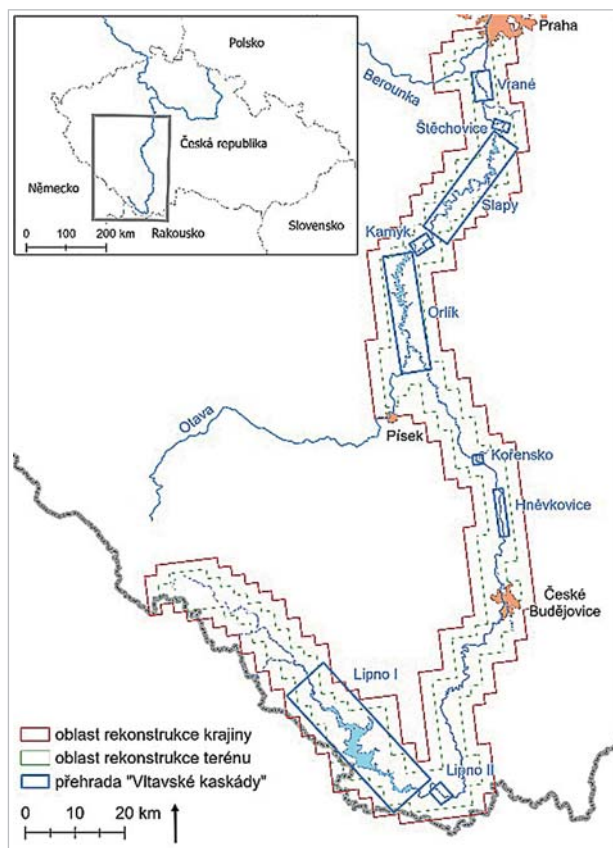 Polsko
Česká republika
Německo
Slovensko
Rakousko
0 100 200 km
Praha
Berounka
Vrané
Štěchovice
Slapy
Kamýk
Orlík
Otava
Písek
Kořensko
Hněvkovice
České
Budějovice
Lipno I
Lipno II
oblast rekonstrukce krajiny
oblast rekonstrukce terénu
přehrada "Vltavské kaskády"
0 10 20 km